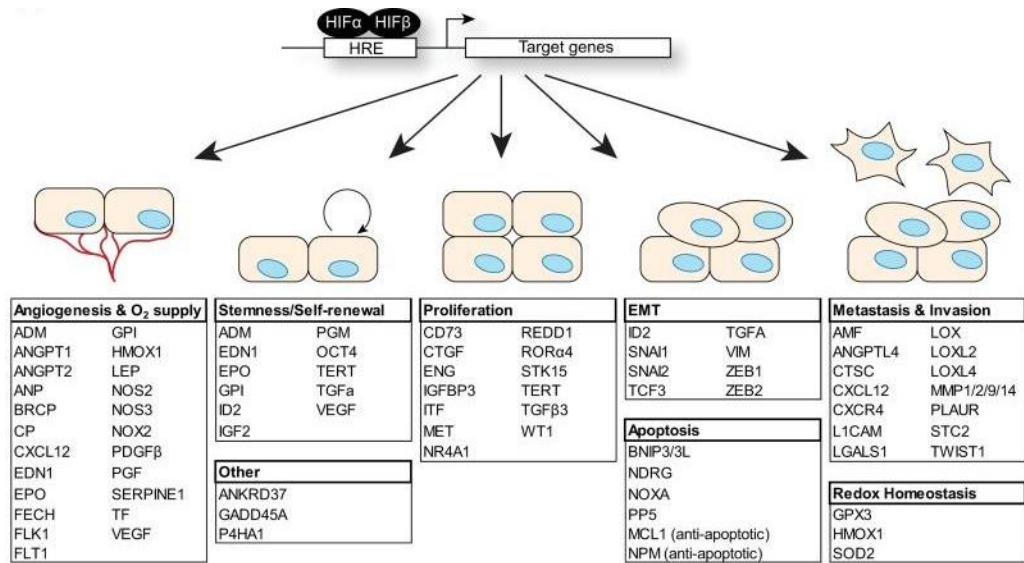 HIFα HIFβ
HRE
Target genes
Angiogenesis & O₂ supply
ADM GPI
ANGPT1 HMOX1
ANGPT2 LEP
ANP NOS2
BRCP NOS3
CP NOX2
CXCL12 PDGFβ
EDN1 PGF
EPO SERPINE1
FECH TF
FLK1 VEGF
FLT1
Stemness/Self-renewal
ADM PGM
EDN1 OCT4
EPO TERT
GPI TGFa
ID2 VEGF
IGF2
Other
ANKRD37
GADD45A
P4HA1
Proliferation
CD73 REDD1
CTGF RORα4
ENG STK15
IGFBP3 TERT
ITF TGFβ3
MET WT1
NR4A1
EMT
ID2 TGFA
SNAI1 VIM
SNAI2 ZEB1
TCF3 ZEB2
Apoptosis
BNIP3/3L
NDRG
NOXA
PP5
MCL1 (anti-apoptotic)
NPM (anti-apoptotic)
Metastasis & Invasion
AMF LOX
ANGPTL4 LOXL2
CTSC LOXL4
CXCL12 MMP1/2/9/14
CXCR4 PLAUR
L1CAM STC2
LGALS1 TWIST1
Redox Homeostasis
GPX3
HMOX1
SOD2